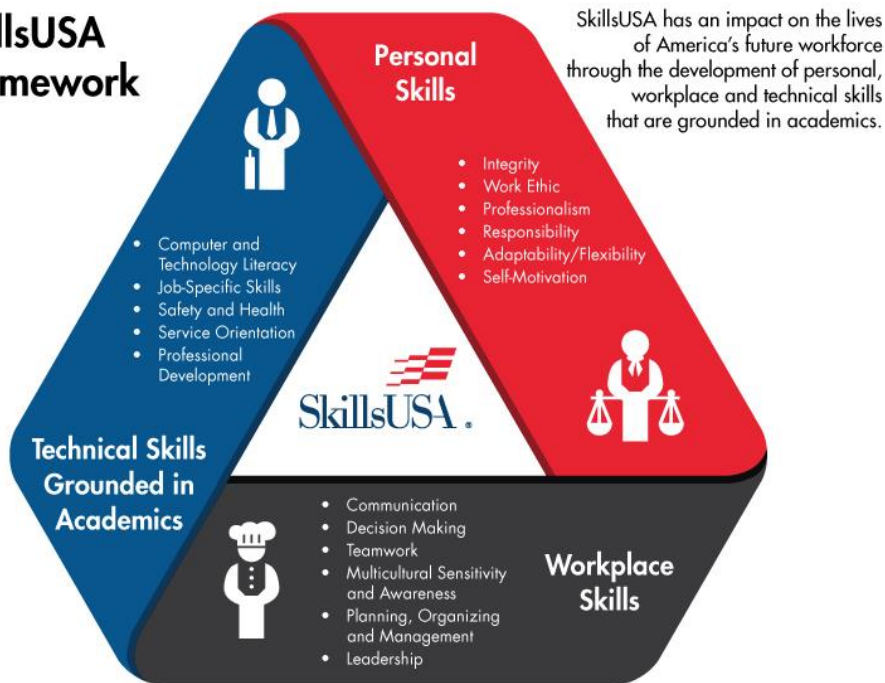 llsUSA
mework
SkillsUSA has an impact on the lives
of America's future workforce
through the development of personal,
workplace and technical skills
that are grounded in academics.
Personal
Skills
• Integrity
• Work Ethic
• Professionalism
• Responsibility
• Adaptability/Flexibility
• Self-Motivation
• Computer and
Technology Literacy
• Job-Specific Skills
• Safety and Health
• Service Orientation
• Professional
Development
Technical Skills
Grounded in
Academics
SkillsUSA ®
• Communication
• Decision Making
• Teamwork
• Multicultural Sensitivity
and Awareness
• Planning, Organizing
and Management
• Leadership
Workplace
Skills